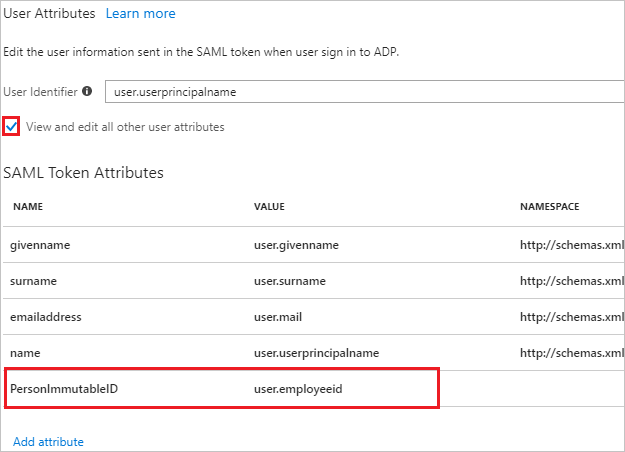 User Attributes Learn more
Edit the user information sent in the SAML token when user sign in to ADP.
User Identifier user.userprincipalname
View and edit all other user attributes
SAML Token Attributes
NAME VALUE NAMESPACE
givenname user.givenname http://schemas.xml
surname user.surname http://schemas.xml
emailaddress user.mail http://schemas.xml
name user.userprincipalname http://schemas.xml
PersonImmutableID user.employeeid
Add attribute